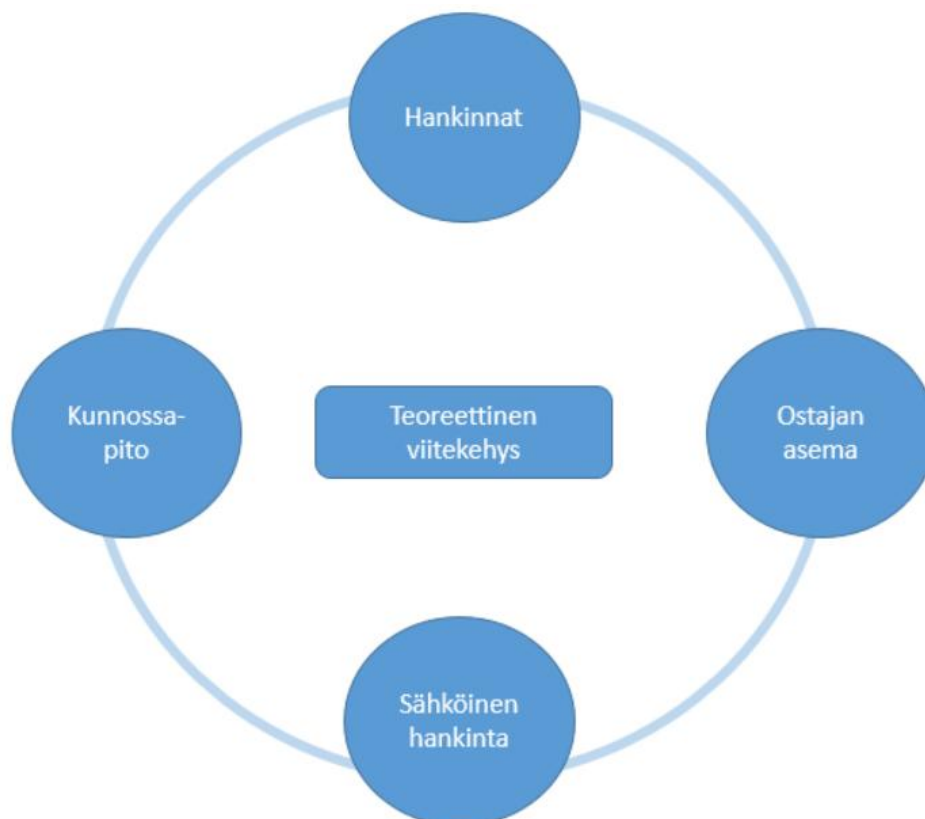 Hankinnat
Kunnossa-
pito
Teoreettinen
viitekehys
Ostajan
asema
Sähköinen
hankinta